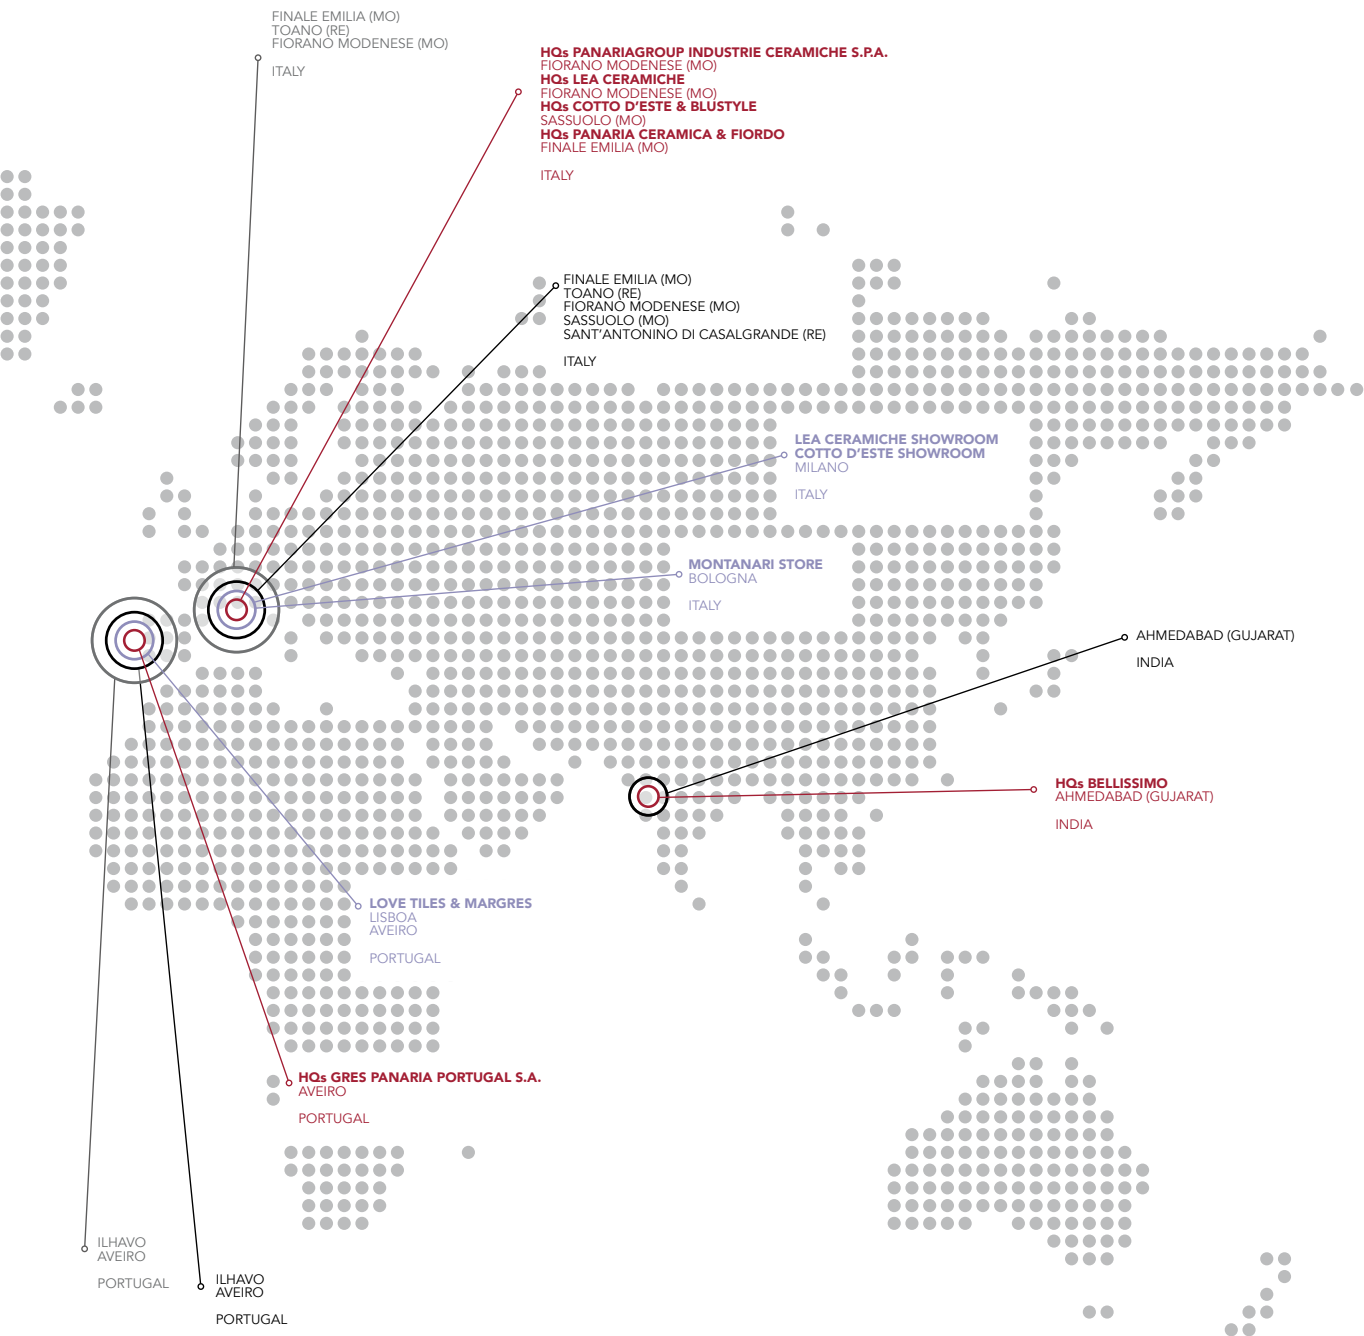 FINALE EMILIA (MO)
TOANO (RE)
FIORANO MODENESE (MO)
ITALY
HQs PANARIAGROUP INDUSTRIE CERAMICHE S.P.A.
FIORANO MODENESE (MO)
HQs LEA CERAMICHE
FIORANO MODENESE (MO)
HQs COTTO D'ESTE & BLUSTYLE
SASSUOLO (MO)
HQs PANARIA CERAMICA & FIORDO
FINALE EMILIA (MO)
ITALY
FINALE EMILIA (MO)
TOANO (RE)
FIORANO MODENESE (MO)
SASSUOLO (MO)
SANT'ANTONINO DI CASALGRANDE (RE)
ITALY
LEA CERAMICHE SHOWROOM
COTTO D'ESTE SHOWROOM
MILANO
ITALY
MONTANARI STORE
BOLOGNA
ITALY
AHMEDABAD (GUJARAT)
INDIA
HQs BELLISSIMO
AHMEDABAD (GUJARAT)
INDIA
LOVE TILES & MARGRES
LISBOA
AVEIRO
PORTUGAL
HQs GRES PANARIA PORTUGAL S.A.
AVEIRO
PORTUGAL
ILHAVO
AVEIRO
PORTUGAL
ILHAVO
AVEIRO
PORTUGAL